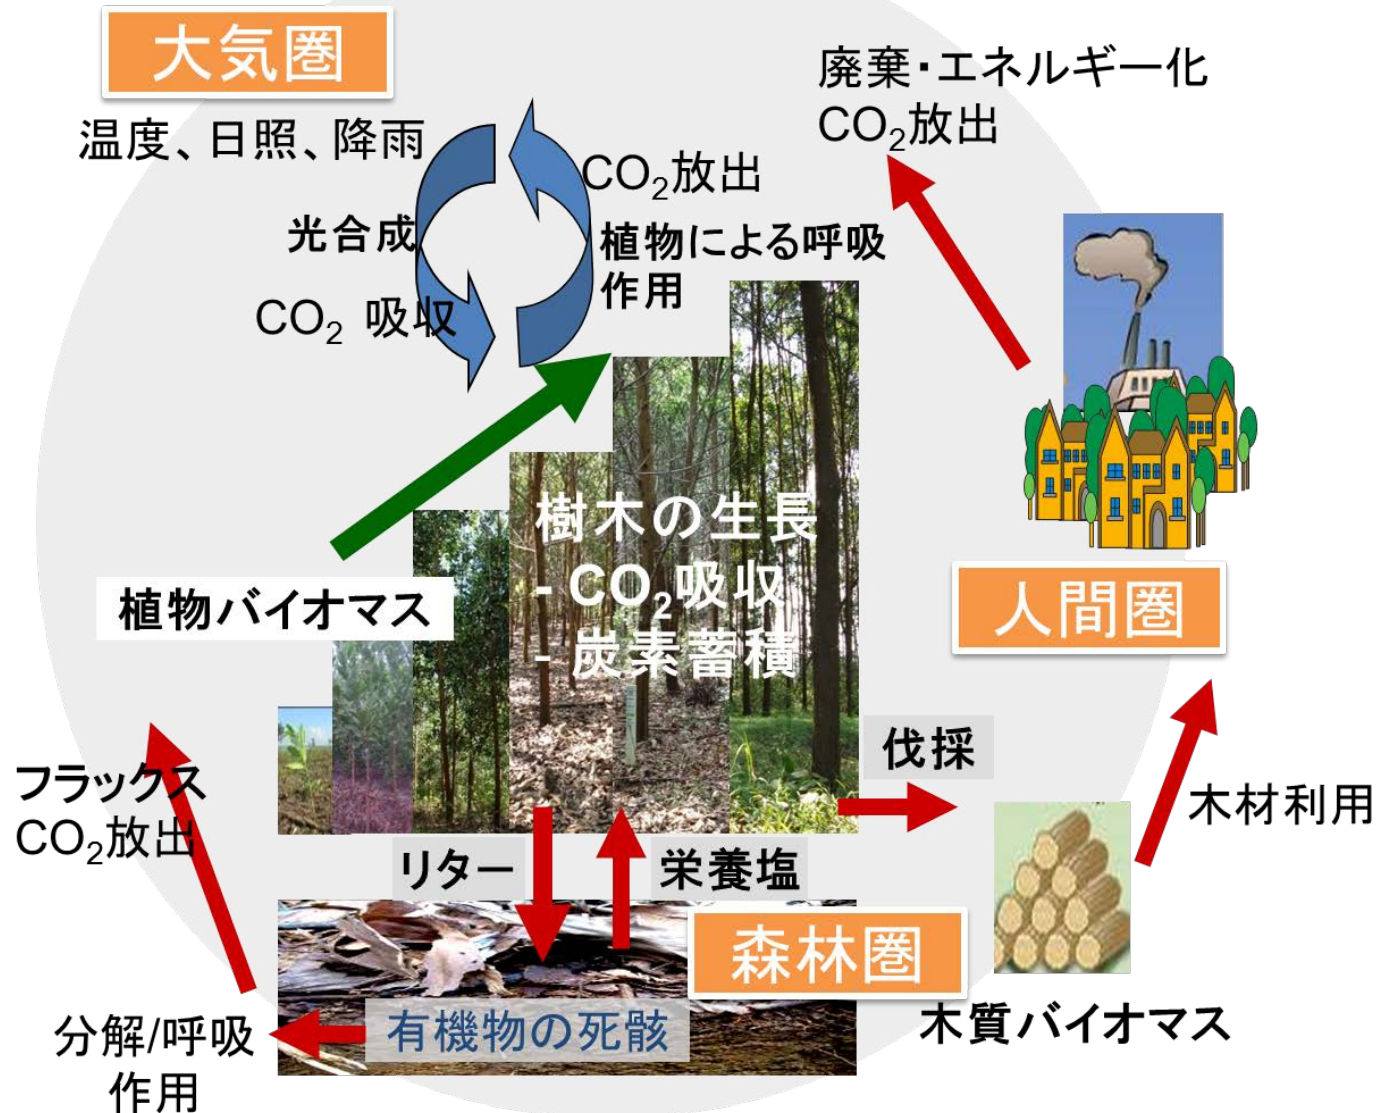 大気圏
温度、日照、降雨
廃棄・エネルギー化
CO₂放出
CO₂放出
光合成
植物による呼吸
作用
CO₂ 吸収
樹木の生長
- CO₂吸収
- 炭素蓄積
植物バイオマス
人間圏
伐採
フラックス
CO₂放出
木材利用
リター
栄養塩
森林圏
有機物の死骸
木質バイオマス
分解/呼吸
作用